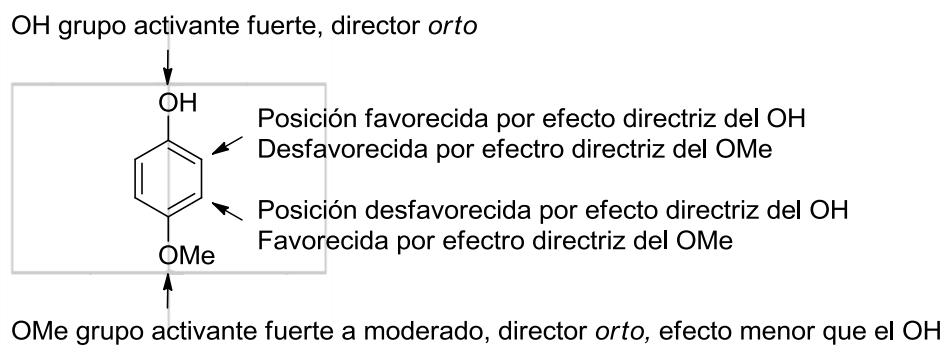 OH grupo activante fuerte, director orto
OH
Posición favorecida por efecto directriz del OH
Desfavorecida por efectro directriz del OMe
Posición desfavorecida por efecto directriz del OH
Favorecida por efectro directriz del OMe
OMe
OMe grupo activante fuerte a moderado, director orto, efecto menor que el OH